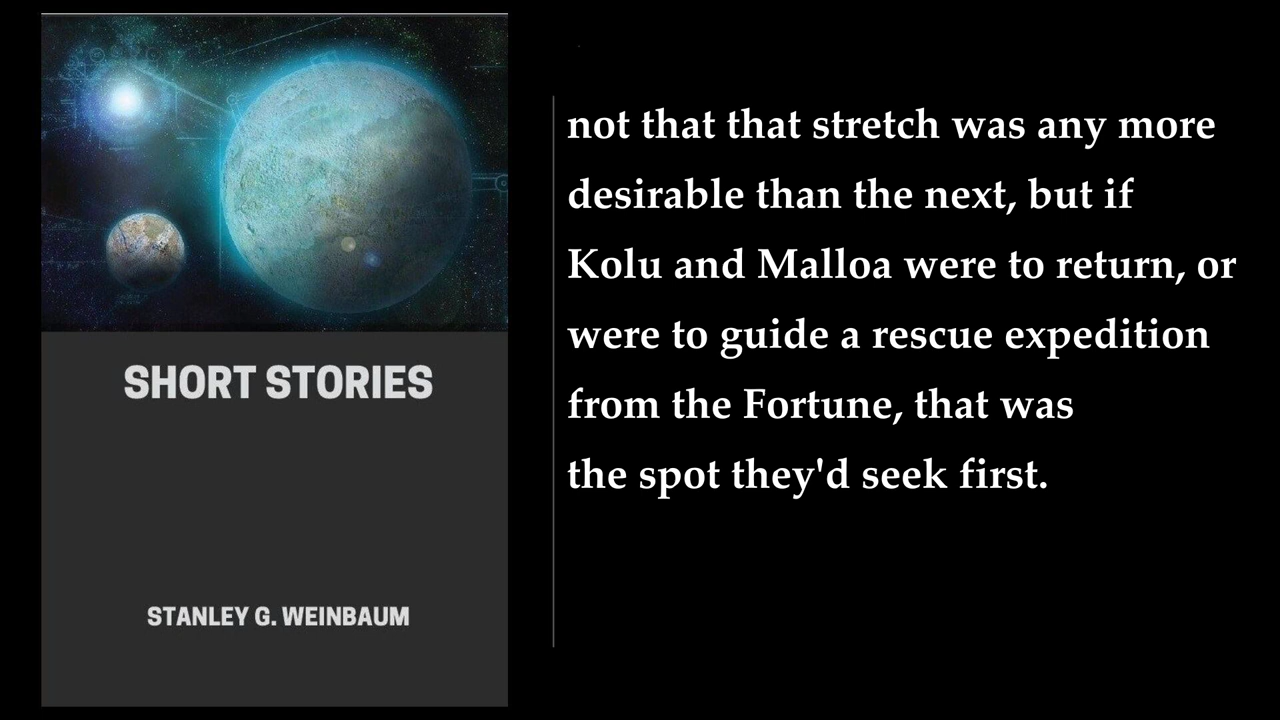 SHORT STORIES
STANLEY G. WEINBAUM
not that that stretch was any more
desirable than the next, but if
Kolu and Malloa were to return, or
were to guide a rescue expedition
from the Fortune, that was
the spot they'd seek first.